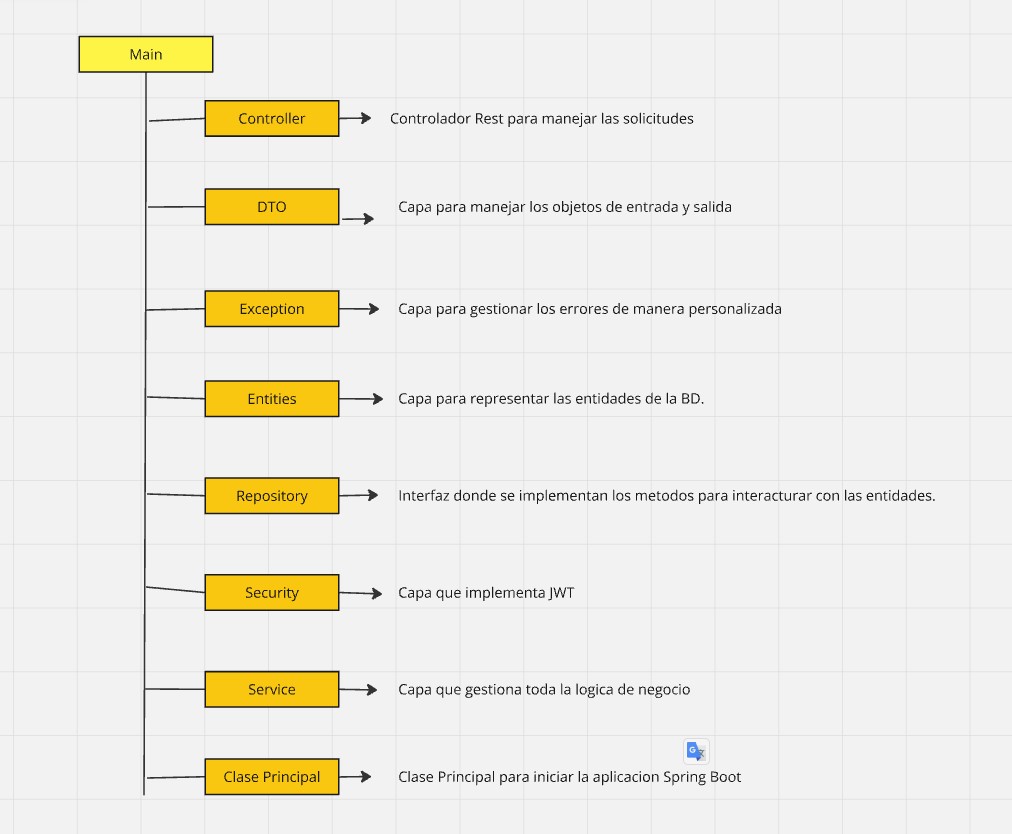 Main
Controller
Controlador Rest para manejar las solicitudes
DTO
Capa para manejar los objetos de entrada y salida
Exception
Capa para gestionar los errores de manera personalizada
Entities
Capa para representar las entidades de la BD.
Repository
Interfaz donde se implementan los metodos para interacturar con las entidades.
Security
Capa que implementa JWT
Service
Capa que gestiona toda la logica de negocio
Clase Principal
Clase Principal para iniciar la aplicacion Spring Boot